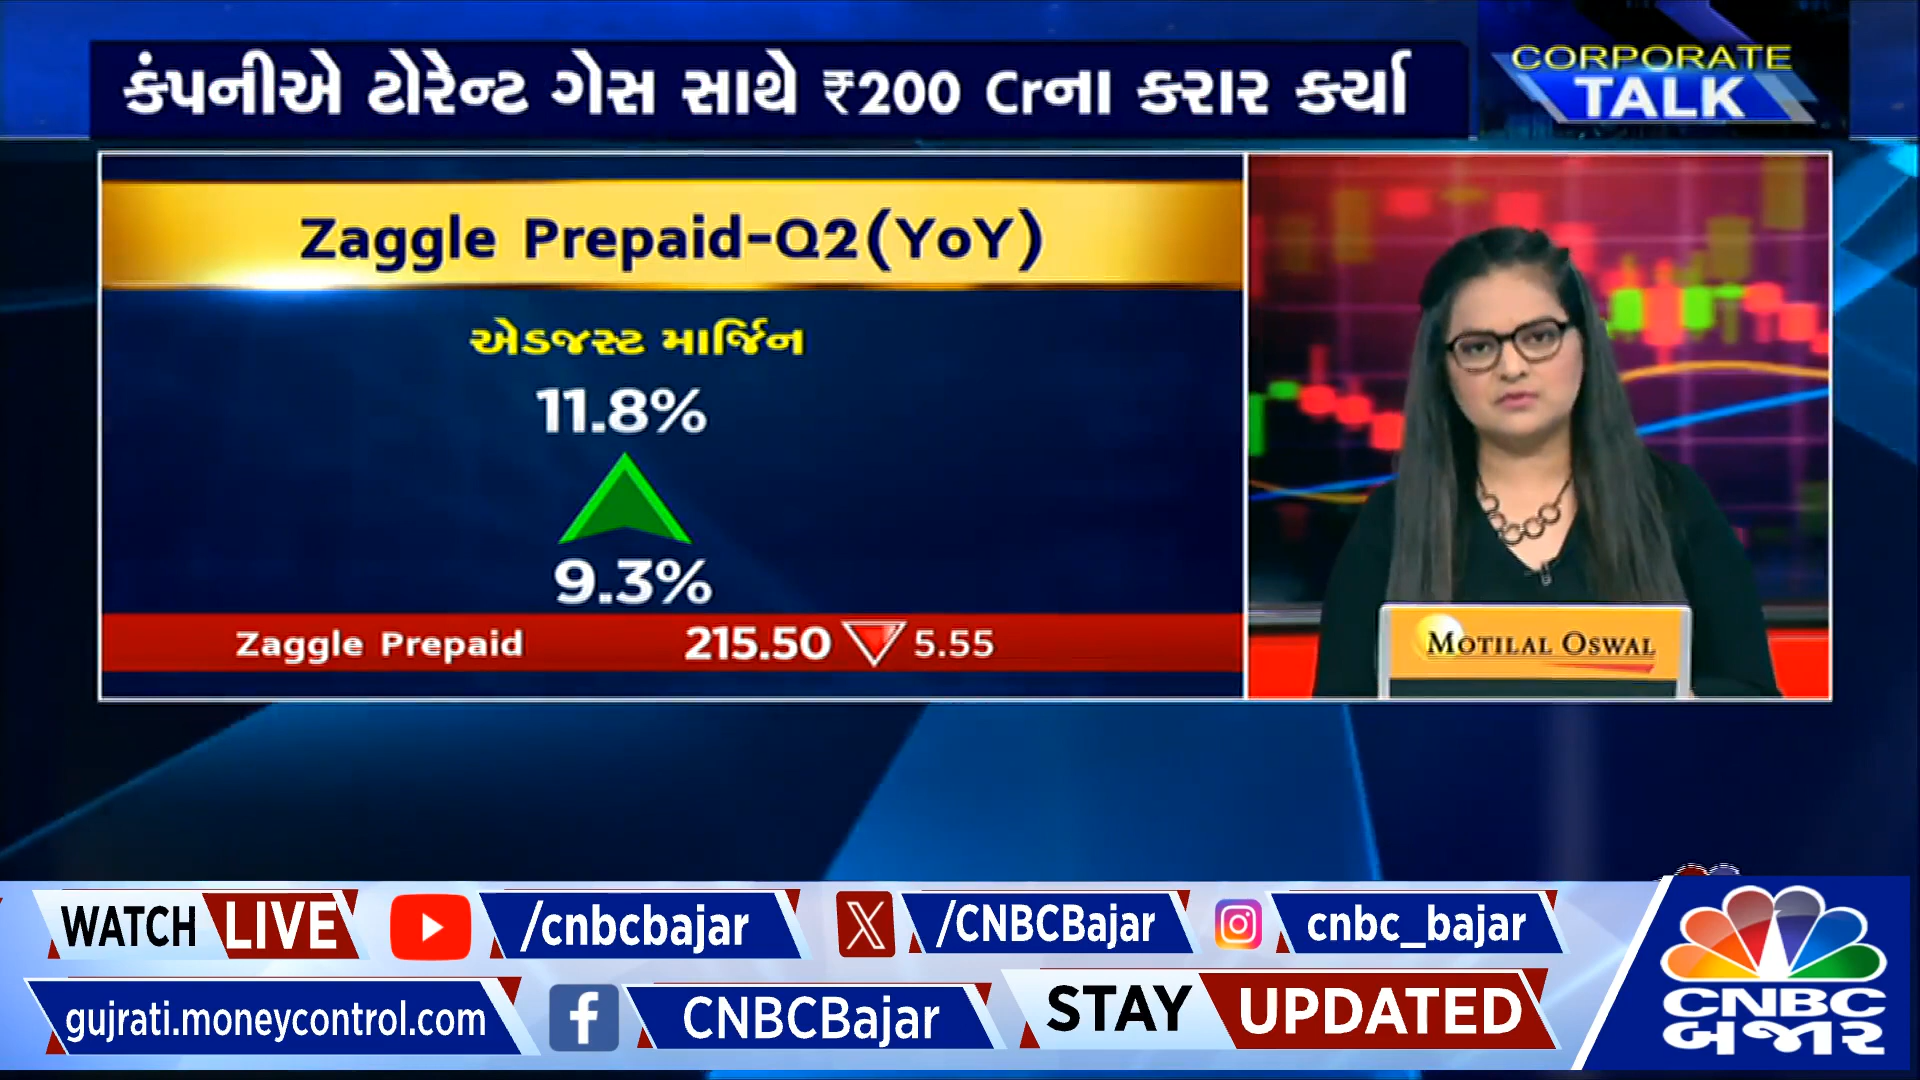 કંપનીએ ટોરેન્ટ ગેસ સાથે ₹200 Crના કરાર કર્યા
CORPORATE
TALK
Zaggle Prepaid-Q2(YoY)
એડજસ્ટ માર્જિન
11.8%
9.3%
Zaggle Prepaid 215.50 5.55
MOTILAL OSWAL
WATCH LIVE /cnbcbajar /CNBCBajar cnbc_bajar
gujrati.moneycontrol.com CNBCBajar STAY UPDATED
CNBC
બજાર